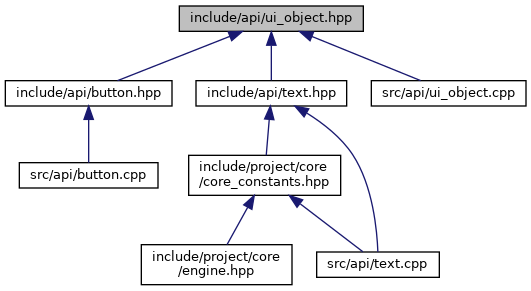 include/api/ui_object.hpp
include/api/button.hpp
include/api/text.hpp
src/api/ui_object.cpp
src/api/button.cpp
include/project/core
/core_constants.hpp
include/project/core
/engine.hpp
src/api/text.cpp